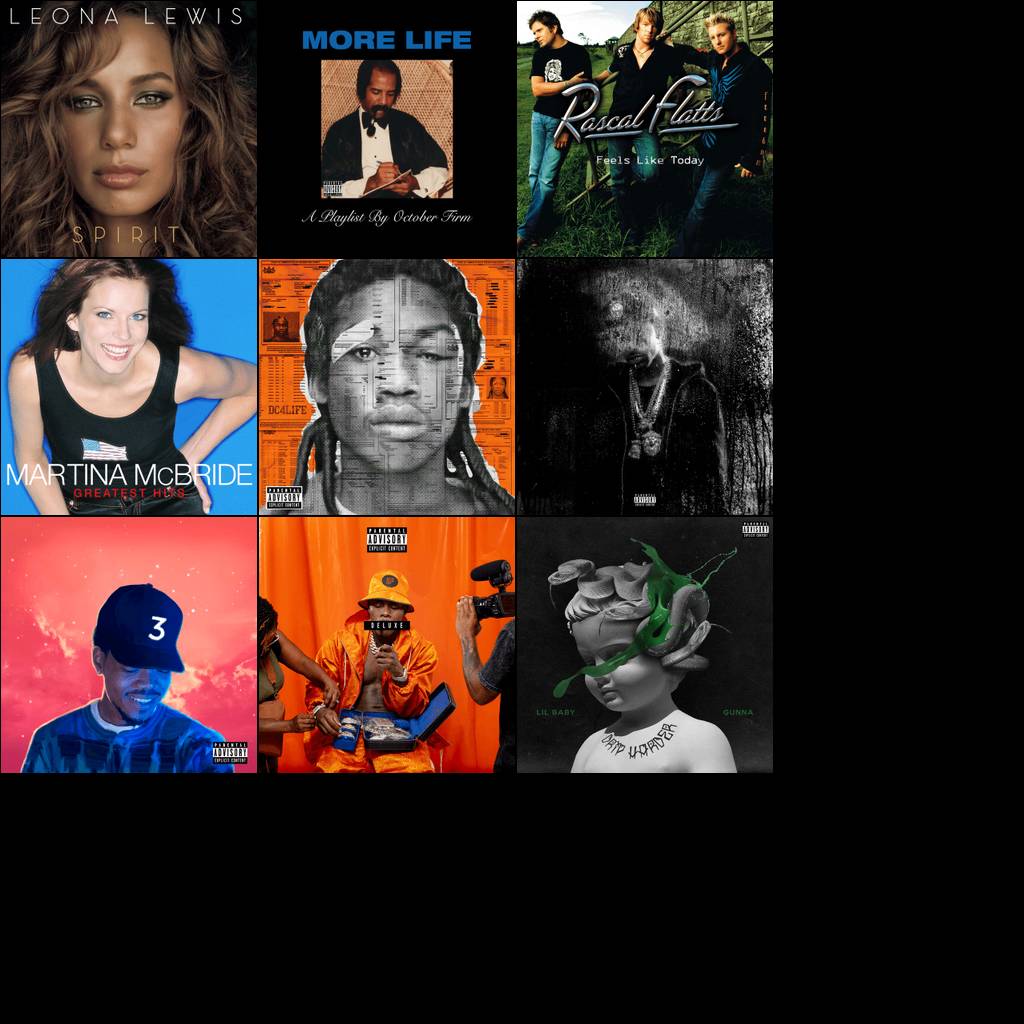 LEONA LEWIS
SPIRIT
MORE LIFE
PARENTAL
ADVISORY
EXPLICIT CONTENT
A Playlist By October Firm
Rascal Flatts
Feels Like Today
MARTINA McBRIDE
GREATEST HITS
DC4LIFE
PARENTAL
ADVISORY
EXPLICIT CONTENT
PARENTAL
ADVISORY
EXPLICIT CONTENT
3
PARENTAL
ADVISORY
EXPLICIT CONTENT
PARENTAL
ADVISORY
EXPLICIT CONTENT
DELUXE
PARENTAL
ADVISORY
EXPLICIT CONTENT
LIL BABY
GUNNA
DRIP HARDER